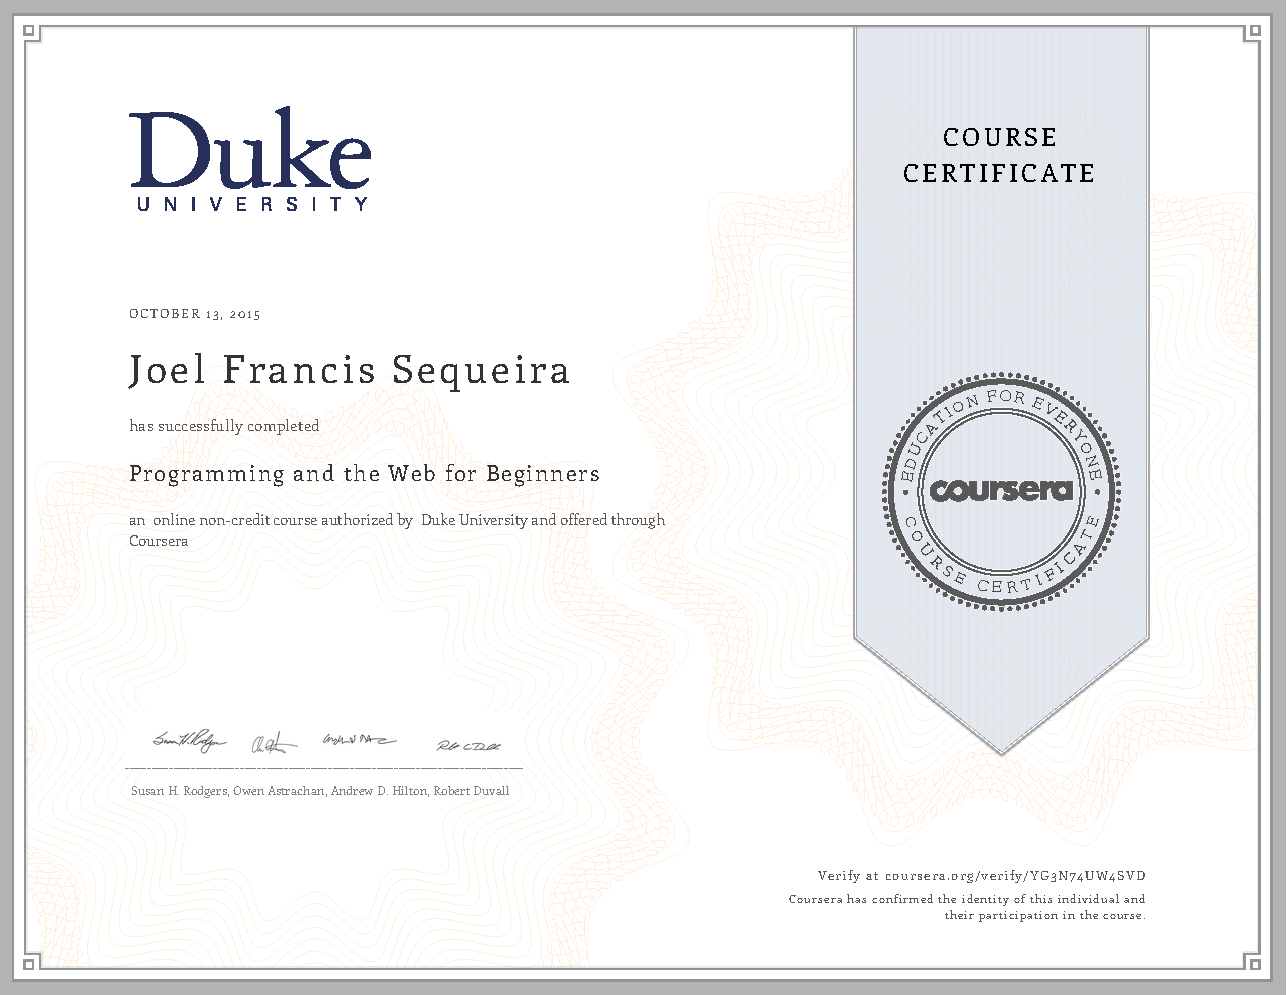 Duke
UNIVERSITY
COURSE
CERTIFICATE
OCTOBER 13, 2015
Joel Francis Sequeira
has successfully completed
Programming and the Web for Beginners
an online non-credit course authorized by Duke University and offered through
Coursera
EDUCATION FOR EVERYONE
coursera
COURSE CERTIFICATE
Susan H. Rodgers, Owen Astrachan, Andrew D. Hilton, Robert Duvall
Verify at coursera.org/verify/YG3N74UW4SVD
Coursera has confirmed the identity of this individual and
their participation in the course.